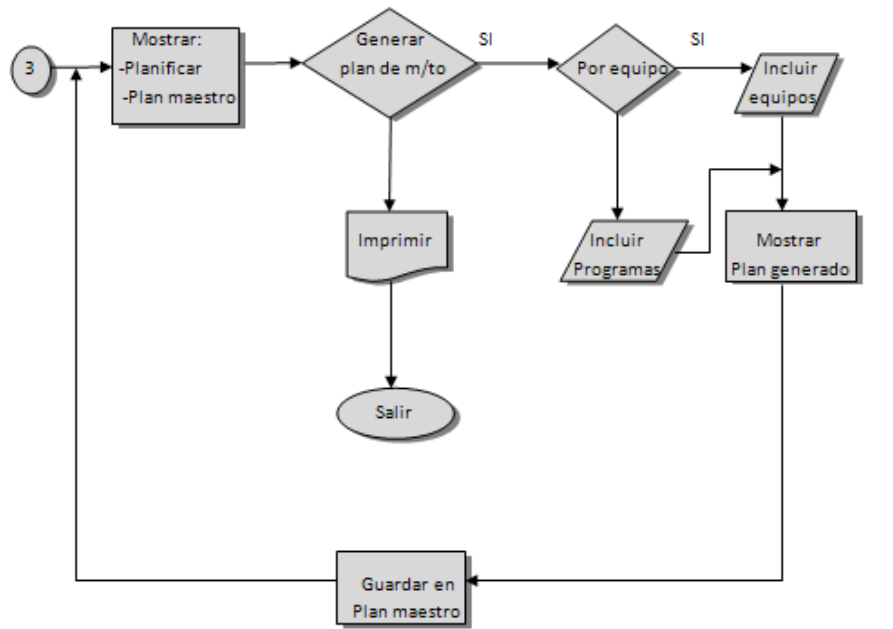 3
Mostrar:
-Planificar
-Plan maestro
Generar
plan de m/to
SI
Por equipo
SI
Incluir
equipos
Imprimir
Incluir
Programas
Mostrar
Plan generado
Salir
Guardar en
Plan maestro